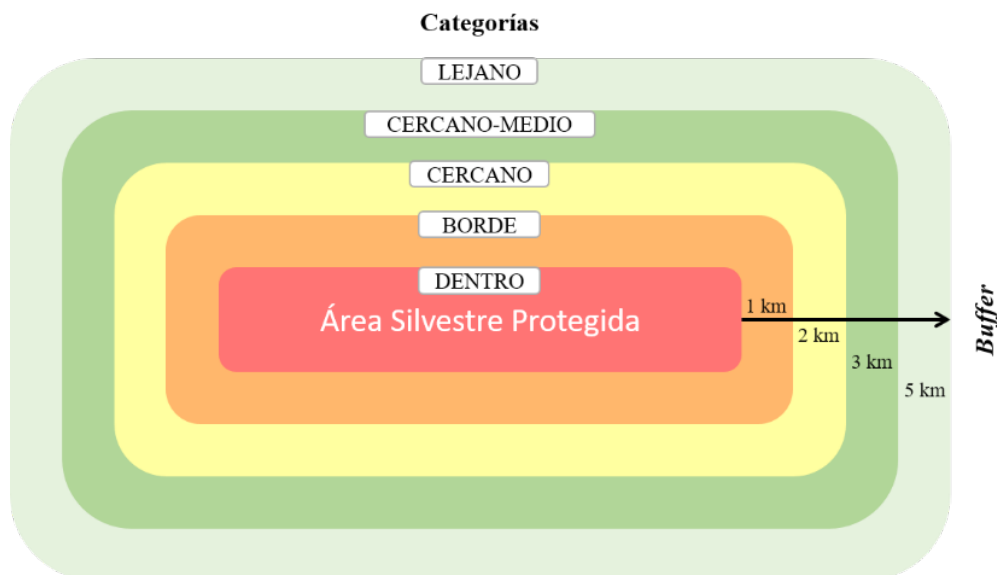 Categorías
LEJANO
CERCANO-MEDIO
CERCANO
BORDE
DENTRO
Área Silvestre Protegida
1 km
2 km
3 km
5 km
Buffer